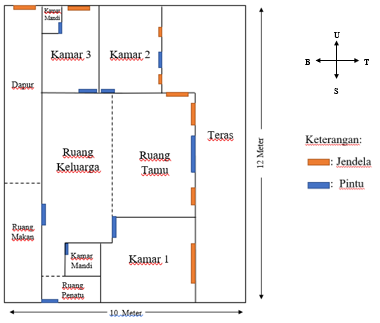 Kamar
Mandi
Kamar 3
Kamar 2
Dapur
Teras
Ruang
Keluarga
Ruang
Tamu
Ruang
Makan
Kamar
Mandi
Kamar 1
Ruang
Penatu
10 Meter
12 Meter
U
B
T
S
Keterangan:
: Jendela
: Pintu